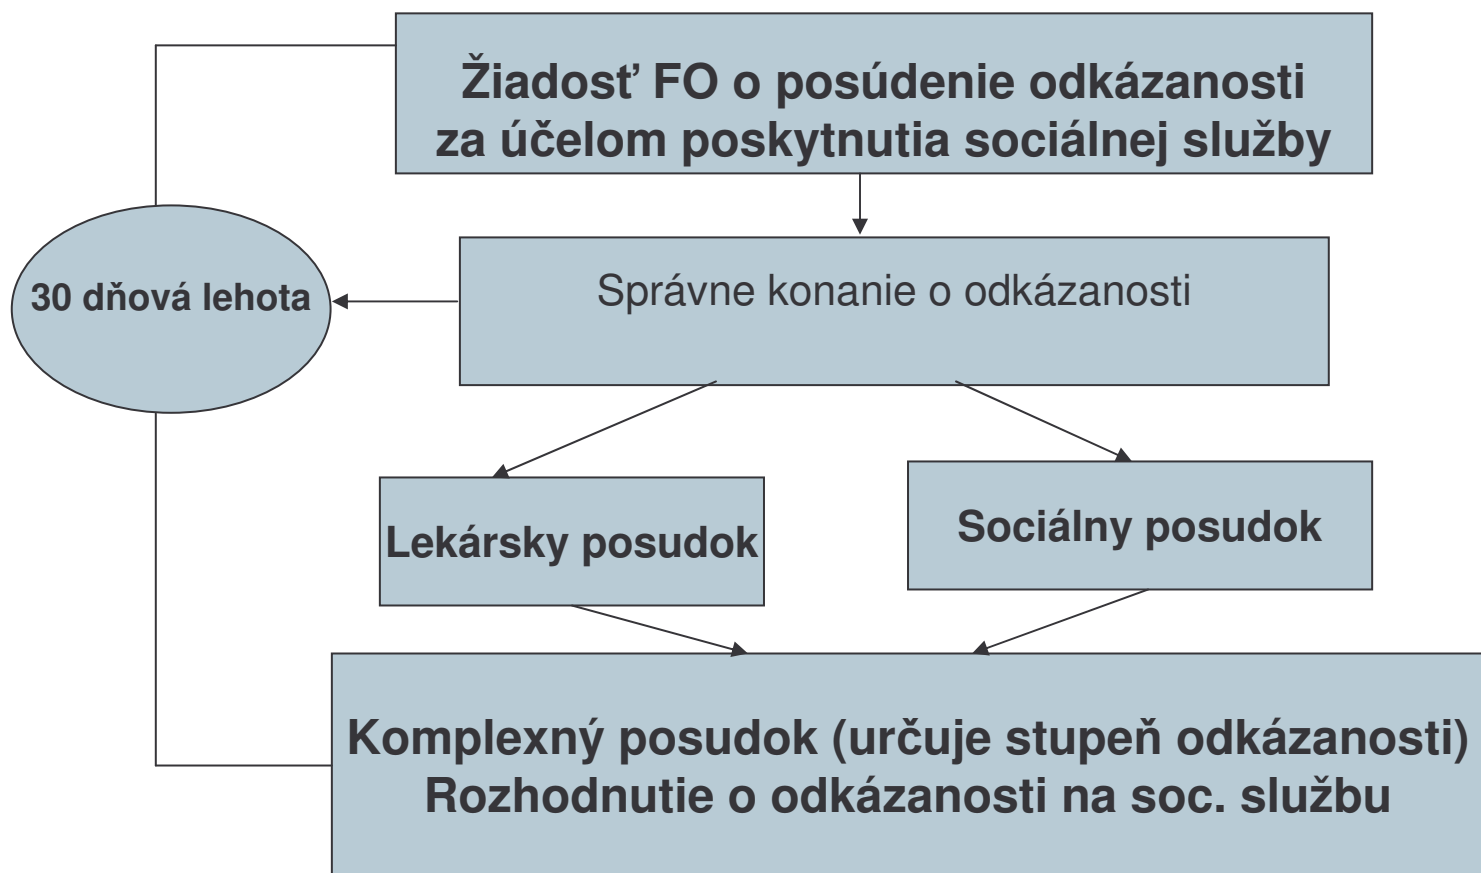 Žiadosť FO o posúdenie odkázanosti
za účelom poskytnutia sociálnej služby
30 dňová lehota
Správne konanie o odkázanosti
Lekársky posudok
Sociálny posudok
Komplexný posudok (určuje stupeň odkázanosti)
Rozhodnutie o odkázanosti na soc. službu